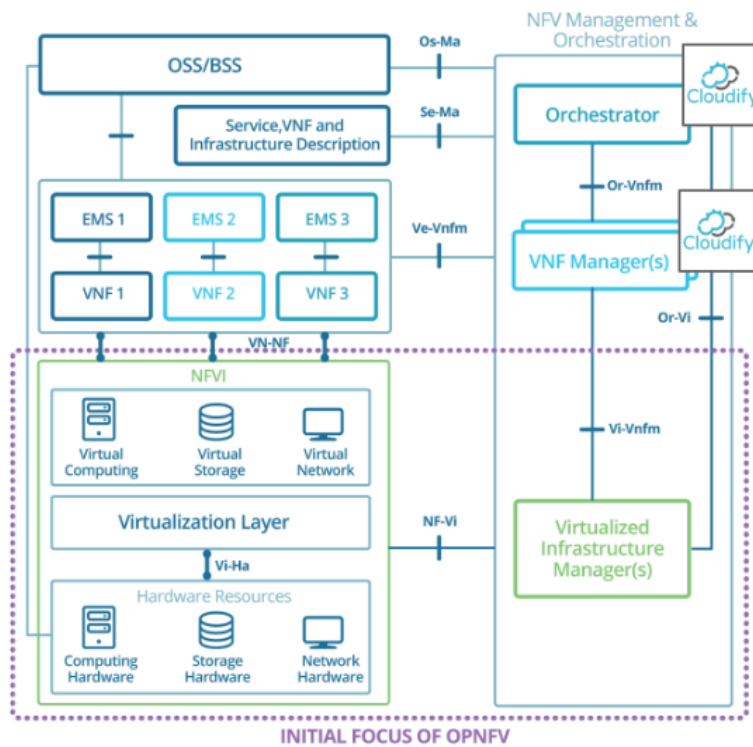 NFV Management &
Orchestration
OSS/BSS
Os-Ma
Cloudify
Service,VNF and
Infrastructure Description
Se-Ma
Orchestrator
Or-Vnfm
EMS 1
EMS 2
EMS 3
Ve-Vnfm
Cloudify
VNF Manager(s)
VNF 1
VNF 2
VNF 3
Or-Vi
VN-NF
NFVI
Virtual
Computing
Virtual
Storage
Virtual
Network
Vi-Vnfm
Virtualization Layer
NF-Vi
Virtualized
Infrastructure
Manager(s)
Vi-Ha
Hardware Resources
Computing
Hardware
Storage
Hardware
Network
Hardware
INITIAL FOCUS OF OPNFV